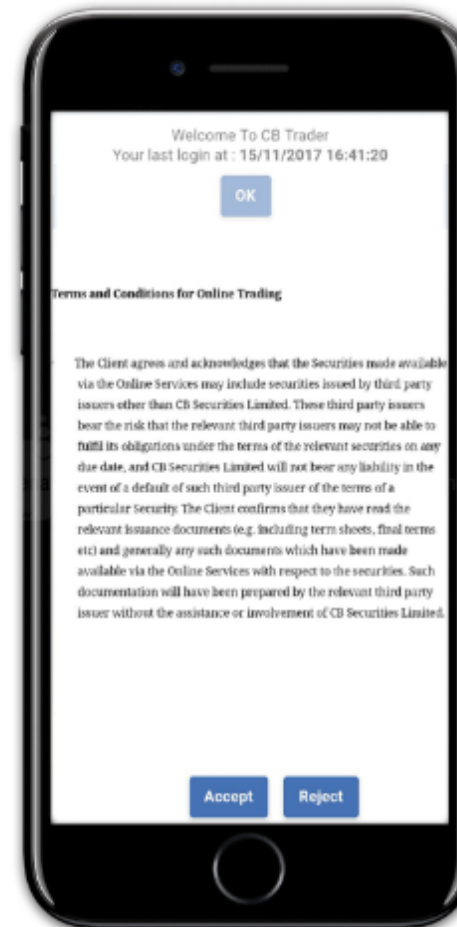 Welcome To CB Trader
Your last login at : 15/11/2017 16:41:20
OK
Terms and Conditions for Online Trading
The Client agrees and acknowledges that the Securities made available
via the Online Services may include securities issued by third party
issuers other than CB Securities Limited. These third party issuers
bear the risk that the relevant third party issuers may not be able to
fulfil its obligations under the terms of the relevant securities on any
due date, and CB Securities Limited will not bear any liability in the
event of a default of such third party issuer of the terms of a
particular Security. The Client confirms that they have read the
relevant issuance documents (e.g. including term sheets, final terms
etc) and generally any such documents which have been made
available via the Online Services with respect to the securities. Such
documentation will have been prepared by the relevant third party
issuer without the assistance or involvement of CB Securities Limited.
Accept Reject